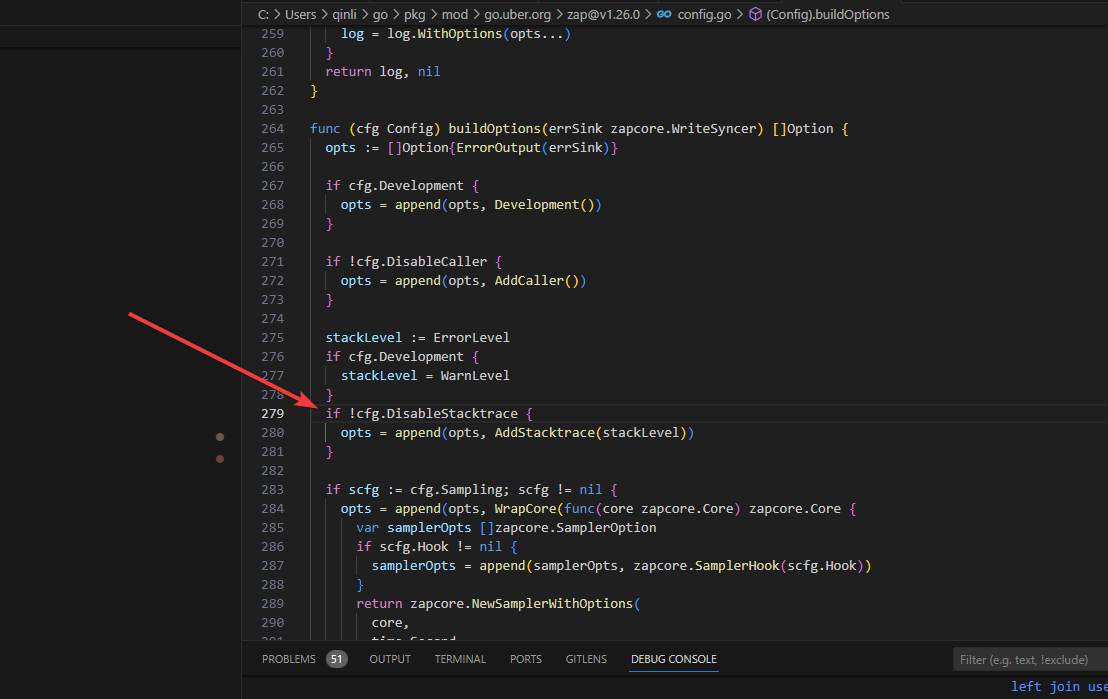 C: > Users > qinli > go > pkg > mod > go.uber.org > zap@v1.26.0 > config.go > (Config).buildOptions
259 log = log.WithOptions(opts...)
260 }
261 return log, nil
262 }
263
264 func (cfg Config) buildOptions(errSink zapcore.WriteSyncer) []Option {
265 opts := []Option{ErrorOutput(errSink)}
266
267 if cfg.Development {
268 opts = append(opts, Development())
269 }
270
271 if !cfg.DisableCaller {
272 opts = append(opts, AddCaller())
273 }
274
275 stackLevel := ErrorLevel
276 if cfg.Development {
277 stackLevel = WarnLevel
278 }
279 if !cfg.DisableStacktrace {
280 opts = append(opts, AddStacktrace(stackLevel))
281 }
282
283 if scfg := cfg.Sampling; scfg != nil {
284 opts = append(opts, WrapCore(func(core zapcore.Core) zapcore.Core {
285 var samplerOpts []zapcore.SamplerOption
286 if scfg.Hook != nil {
287 samplerOpts = append(samplerOpts, zapcore.SamplerHook(scfg.Hook))
288 }
289 return zapcore.NewSamplerWithOptions(
290 core,
291 time.Second
PROBLEMS 51 OUTPUT TERMINAL PORTS GITLENS DEBUG CONSOLE Filter (e.g. text, !exclude)
left join use